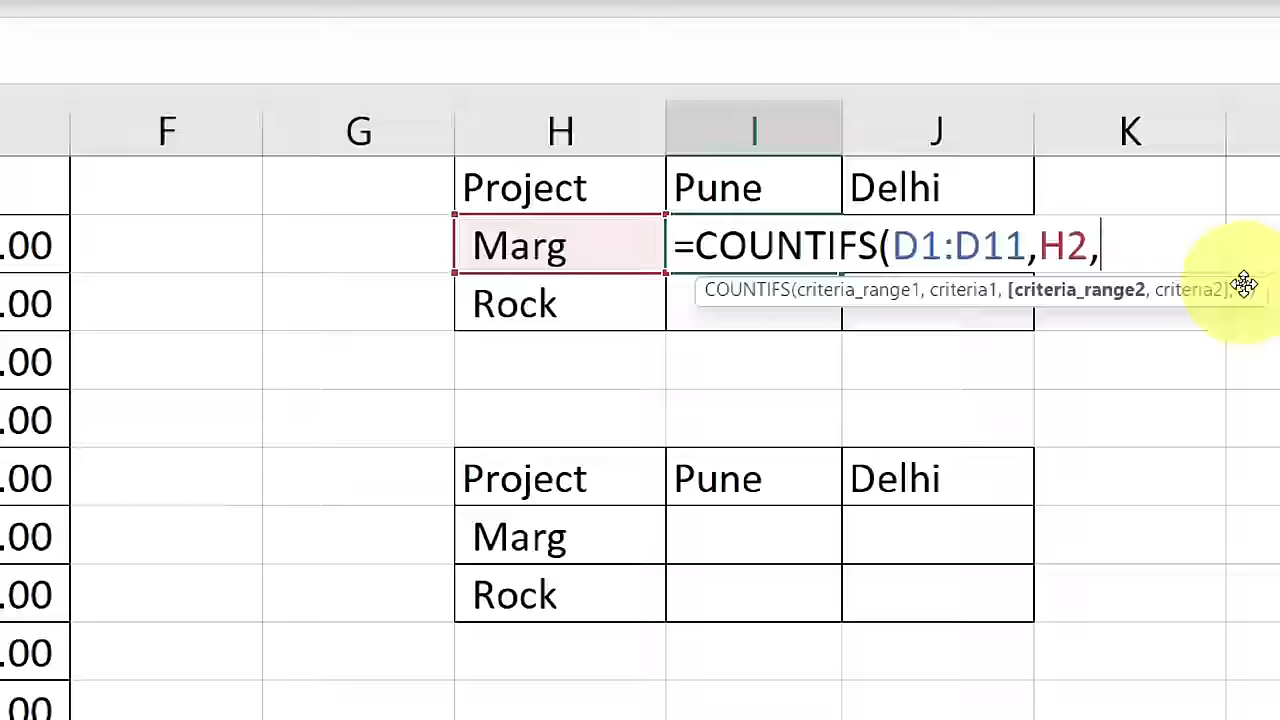 F G H I J K
Project Pune Delhi
.00 Marg =COUNTIFS(D1:D11,H2,
COUNTIFS(criteria_range1, criteria1, [criteria_range2, criteria2],
.00 Rock
.00
.00
.00 Project Pune Delhi
.00 Marg
.00 Rock
.00
.00